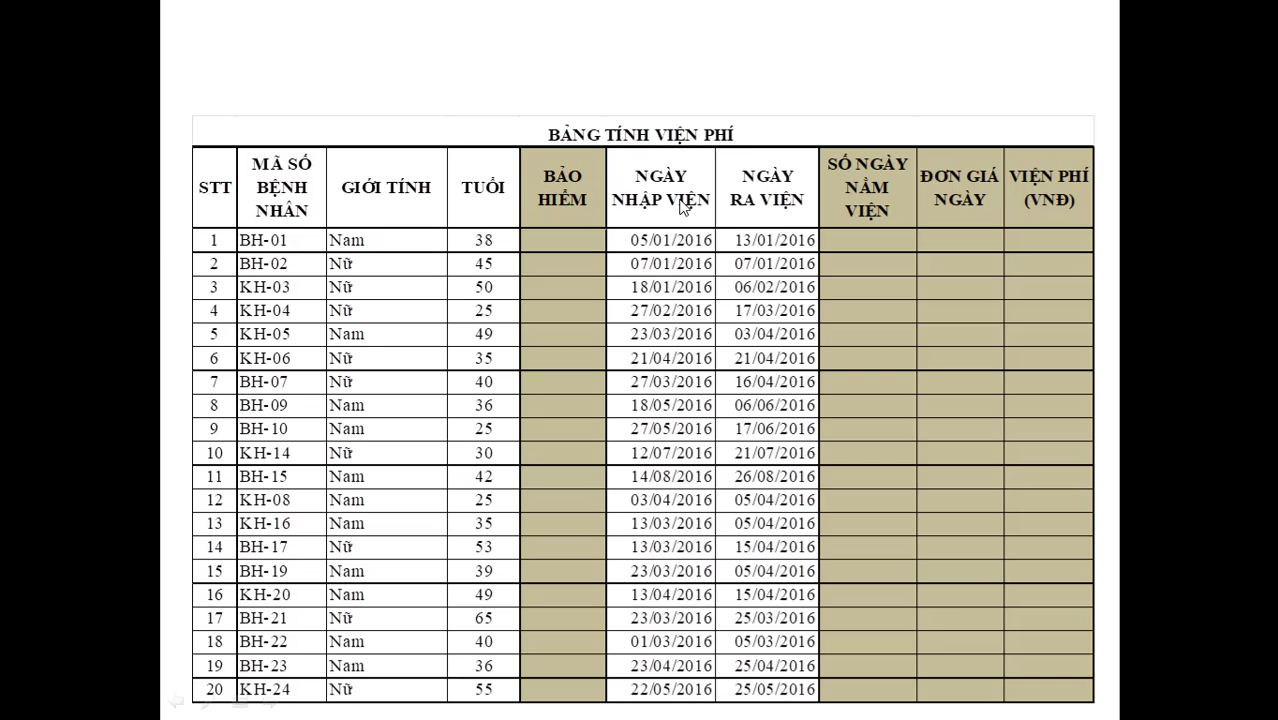 BẢNG TÍNH VIỆN PHÍ
STT MÃ SỐ BỆNH NHÂN GIỚI TÍNH TUỔI BẢO HIỂM NGÀY NHẬP VIỆN NGÀY RA VIỆN SỐ NGÀY NẰM VIỆN ĐƠN GIÁ NGÀY VIỆN PHÍ (VNĐ)
1 BH-01 Nam 38 05/01/2016 13/01/2016
2 BH-02 Nữ 45 07/01/2016 07/01/2016
3 KH-03 Nữ 50 18/01/2016 06/02/2016
4 KH-04 Nữ 25 27/02/2016 17/03/2016
5 KH-05 Nam 49 23/03/2016 03/04/2016
6 KH-06 Nữ 35 21/04/2016 21/04/2016
7 BH-07 Nữ 40 27/03/2016 16/04/2016
8 BH-09 Nam 36 18/05/2016 06/06/2016
9 BH-10 Nam 25 27/05/2016 17/06/2016
10 KH-14 Nữ 30 12/07/2016 21/07/2016
11 BH-15 Nam 42 14/08/2016 26/08/2016
12 KH-08 Nam 25 03/04/2016 05/04/2016
13 KH-16 Nam 35 13/03/2016 05/04/2016
14 BH-17 Nữ 53 13/03/2016 15/04/2016
15 BH-19 Nam 39 23/03/2016 05/04/2016
16 KH-20 Nam 49 13/04/2016 15/04/2016
17 BH-21 Nữ 65 23/03/2016 25/03/2016
18 BH-22 Nam 40 01/03/2016 05/03/2016
19 BH-23 Nam 36 23/04/2016 25/04/2016
20 KH-24 Nữ 55 22/05/2016 25/05/2016